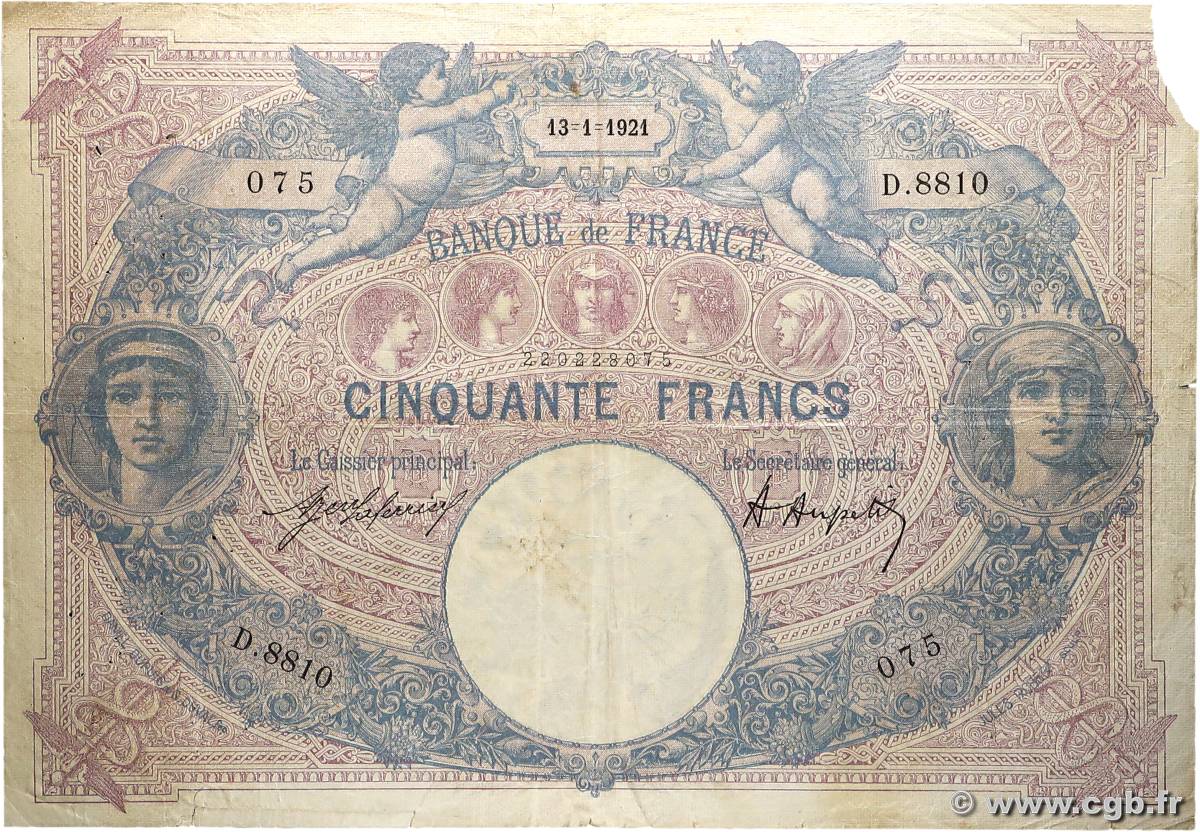 13=1=1921
075
D.8810
BANQUE de FRANCE
220228075
CINQUANTE FRANCS
Le Caissier principal;
Le Secrétaire général;
D.8810
075
© www.cgb.fr